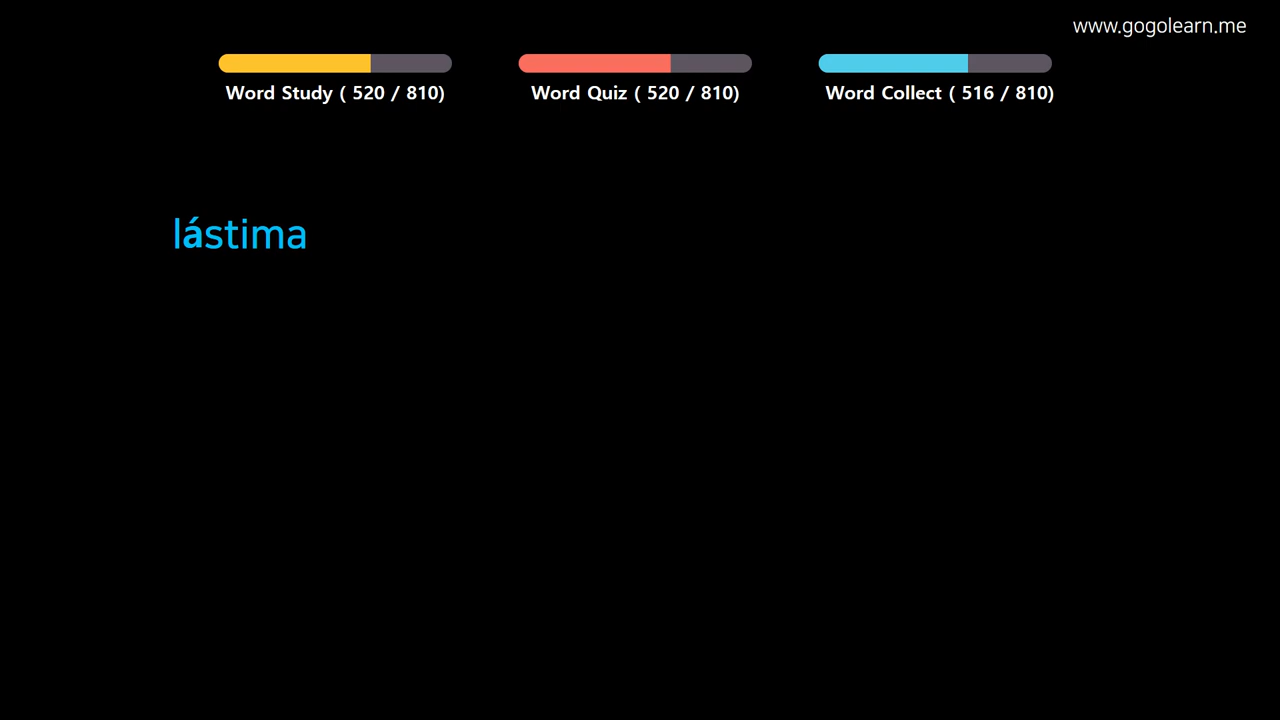 www.gogolearn.me
Word Study ( 520 / 810)
Word Quiz ( 520 / 810)
Word Collect ( 516 / 810)
lástima